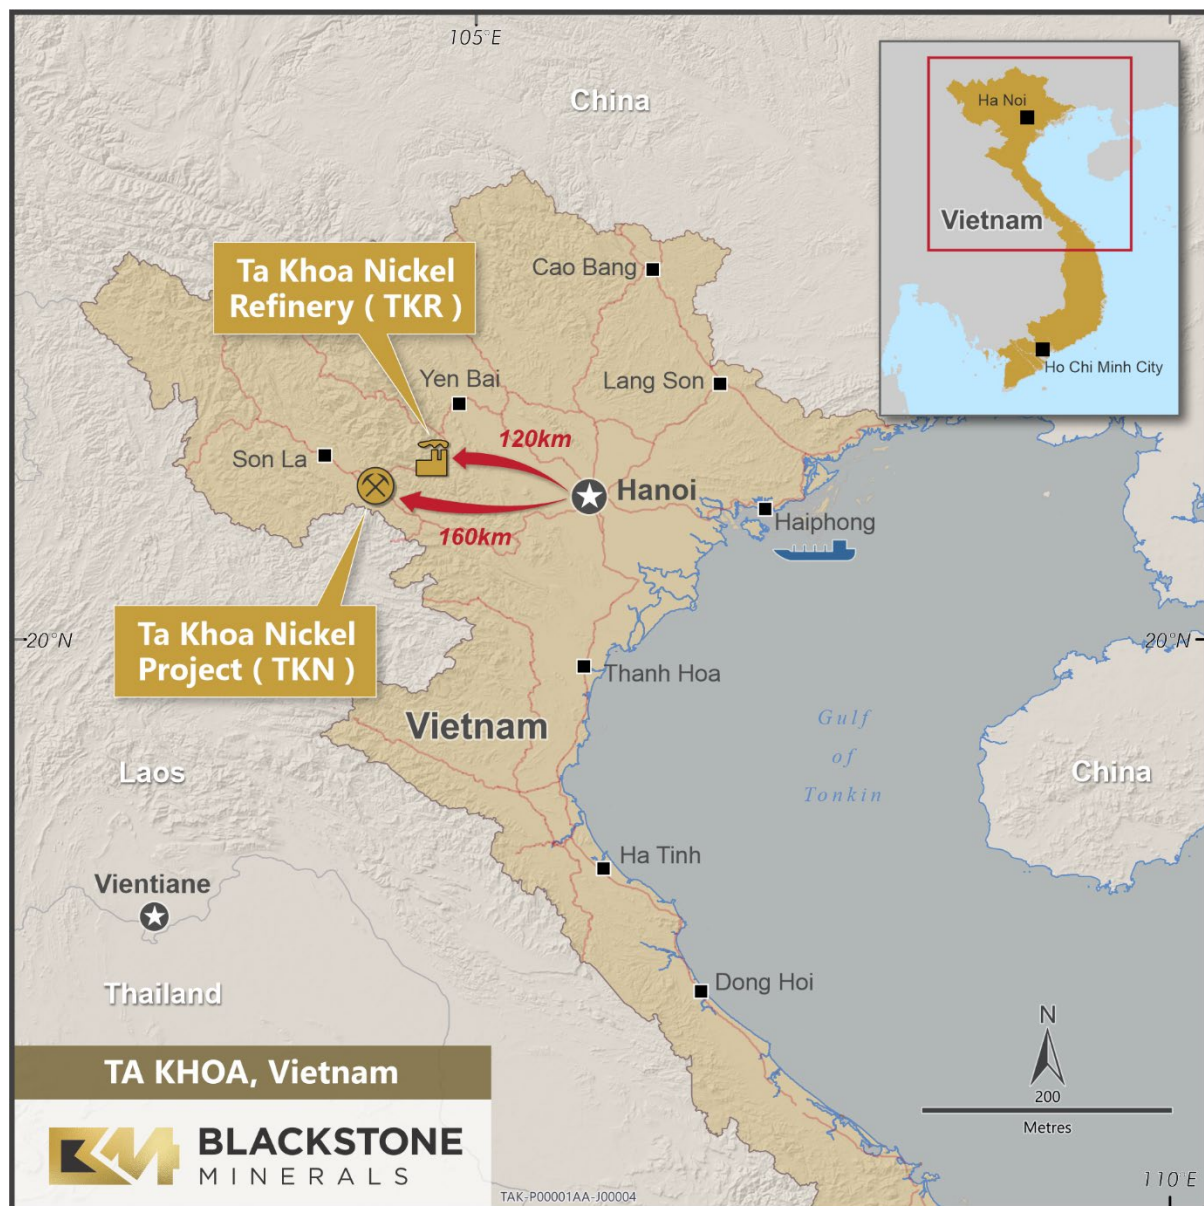 105°E
China
Ha Noi
Vietnam
Ho Chi Minh City
Ta Khoa Nickel
Refinery ( TKR )
Cao Bang
Yen Bai
Lang Son
120km
Son La
Hanoi
160km
Haiphong
Ta Khoa Nickel
Project ( TKN )
20°N
20°N
Thanh Hoa
Vietnam
Gulf
of
Tonkin
Laos
China
Ha Tinh
Vientiane
Dong Hoi
Thailand
N
200
Metres
TA KHOA, Vietnam
BM
BLACKSTONE
MINERALS
TAK-P00001AA-J00004
110°E